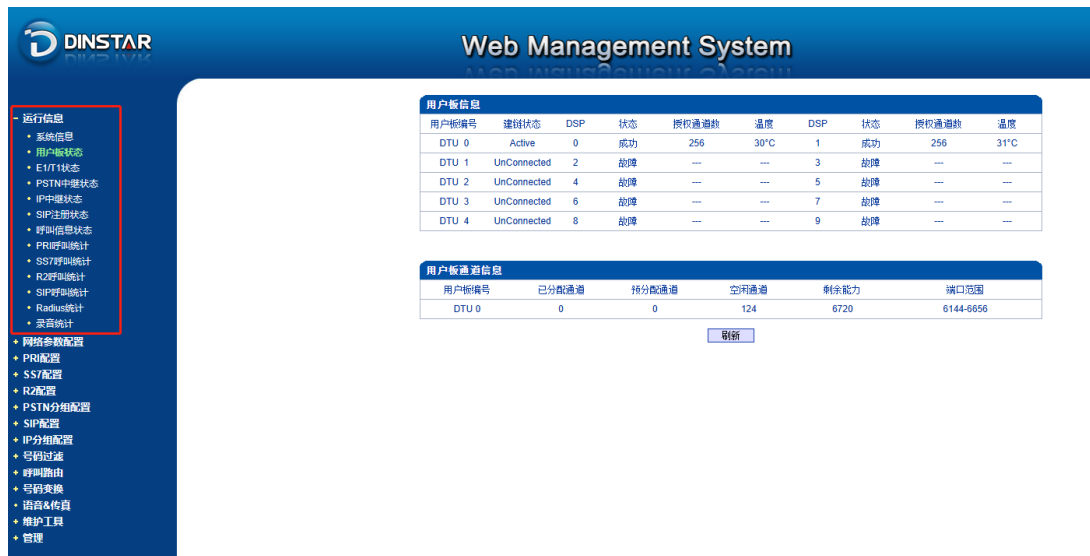 DINSTAR
Web Management System
- 运行信息
• 系统信息
• 用户板状态
• E1/T1状态
• PSTN中继状态
• IP中继状态
• SIP注册状态
• 呼叫信息状态
• PRI呼叫统计
• SS7呼叫统计
• R2呼叫统计
• SIP呼叫统计
• Radius统计
• 录音统计
+ 网络参数配置
+ PRI配置
+ SS7配置
+ R2配置
+ PSTN分组配置
+ SIP配置
+ IP分组配置
+ 号码过滤
+ 呼叫路由
+ 号码变换
• 语音&传真
+ 维护工具
+ 管理
用户板信息
用户板编号 建链状态 DSP 状态 授权通道数 温度 DSP 状态 授权通道数 温度
DTU 0 Active 0 成功 256 30°C 1 成功 256 31°C
DTU 1 UnConnected 2 故障 --- --- 3 故障 --- ---
DTU 2 UnConnected 4 故障 --- --- 5 故障 --- ---
DTU 3 UnConnected 6 故障 --- --- 7 故障 --- ---
DTU 4 UnConnected 8 故障 --- --- 9 故障 --- ---
用户板通道信息
用户板编号 已分配通道 预分配通道 空闲通道 剩余能力 端口范围
DTU 0 0 0 124 6720 6144-6656
刷新